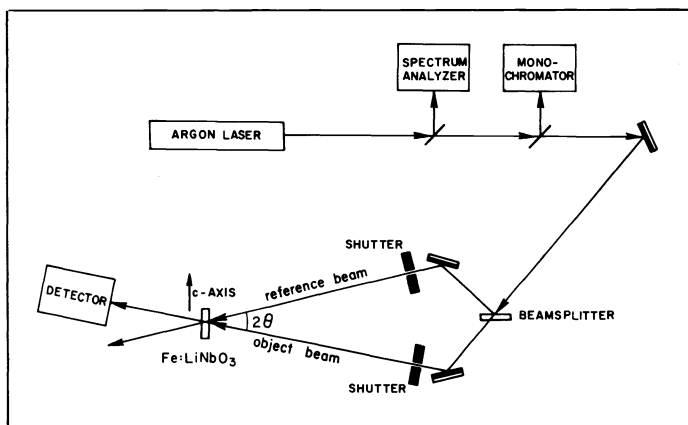 SPECTRUM
ANALYZER
MONO-
CHROMATOR
ARGON LASER
SHUTTER
DETECTOR
c-AXIS
reference beam
2θ
BEAMSPLITTER
object beam
Fe:LiNbO3
SHUTTER